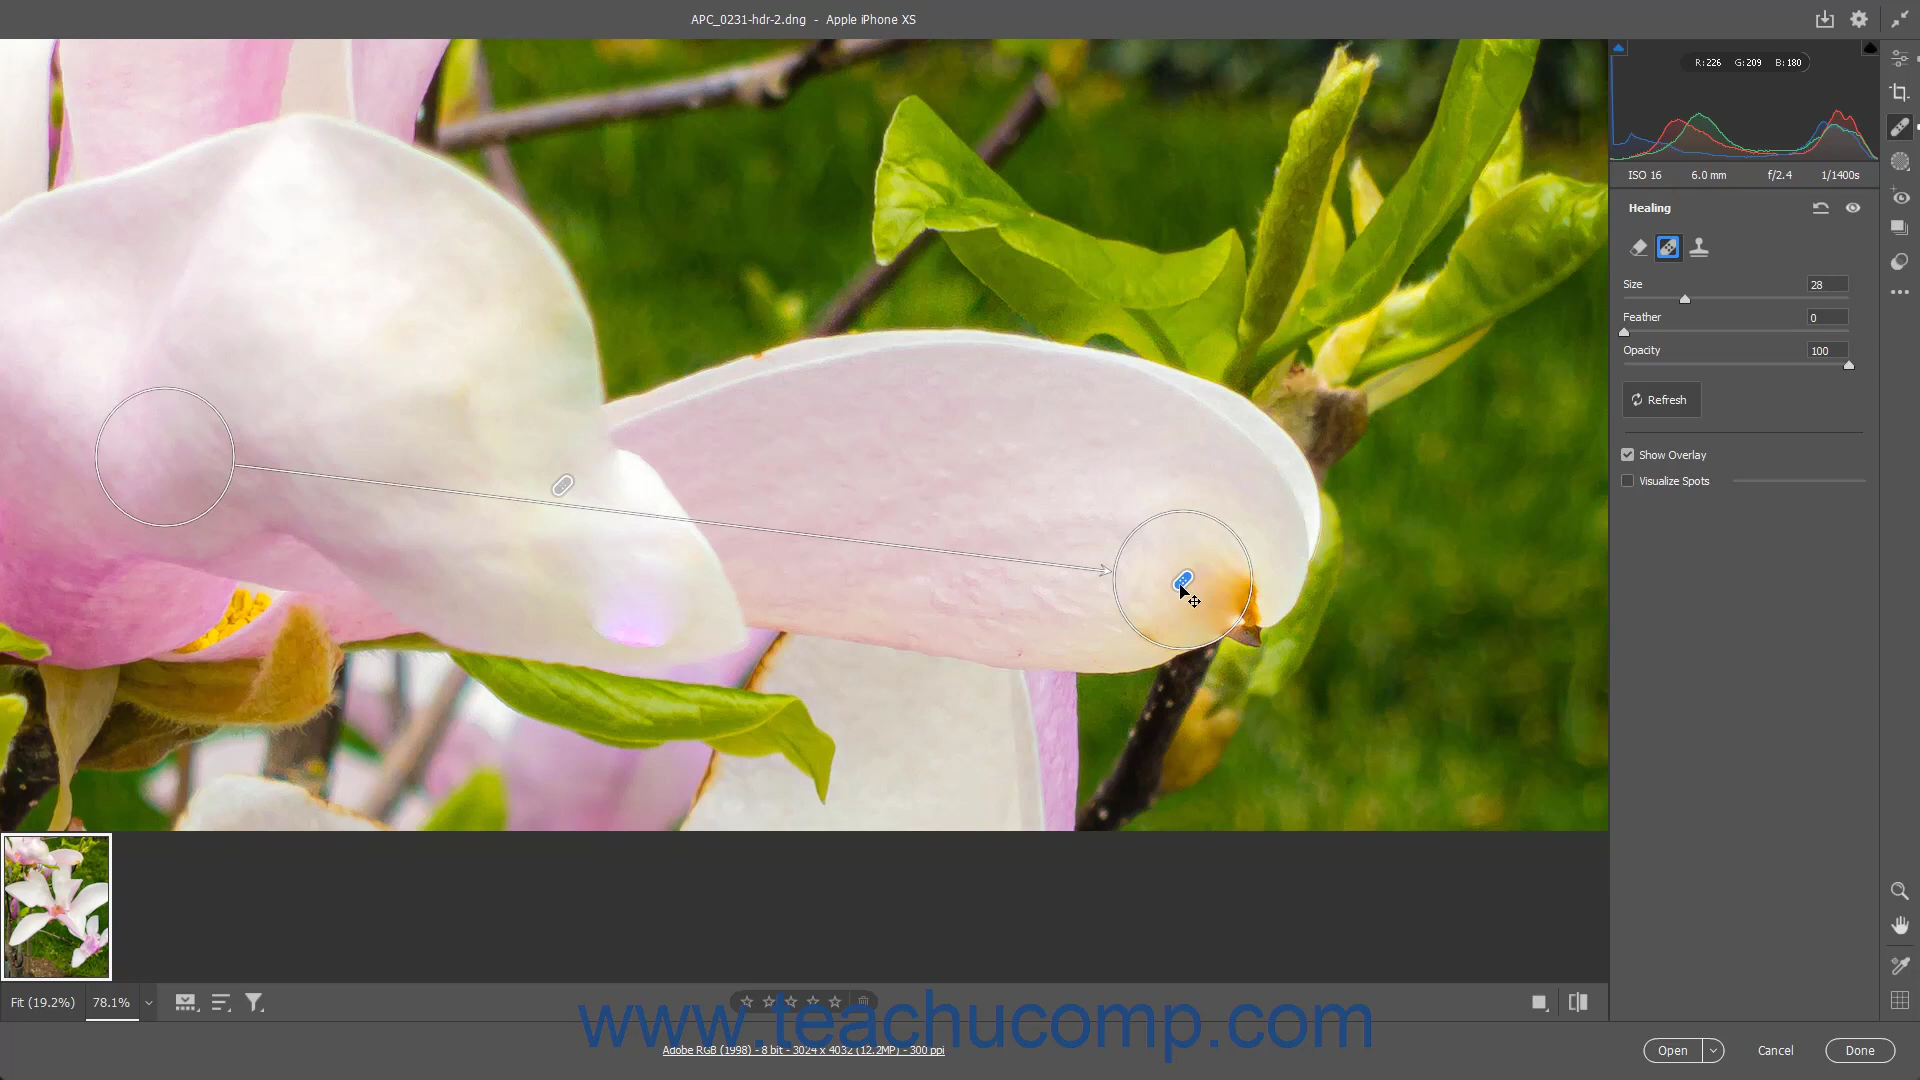 APC_0231-hdr-2.dng - Apple iPhone XS
R:226 G:209 B:180
ISO 16 6.0 mm f/2.4 1/1400s
Healing
Size 28
Feather 0
Opacity 100
Refresh
Show Overlay
Visualize Spots
Fit (19.2%) 78.1%
www.teachucomp.com
Adobe RGB (1998) - 8 bit - 3024 x 4032 (12.2MP) - 300 ppi
Open Cancel Done